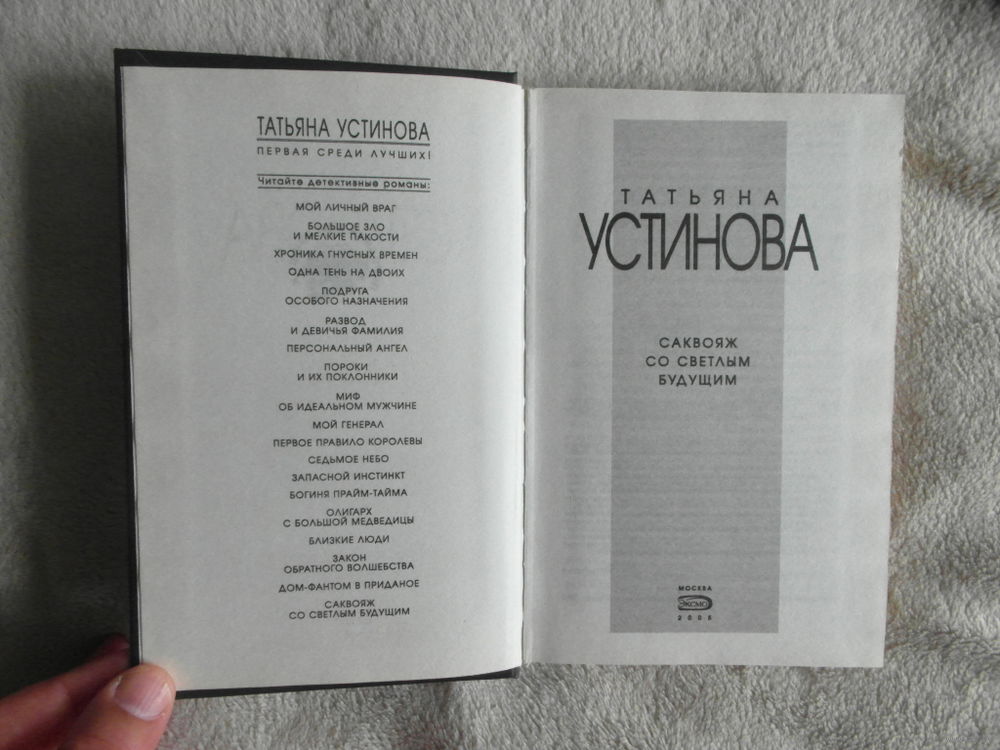 ТАТЬЯНА УСТИНОВА
ПЕРВАЯ СРЕДИ ЛУЧШИХ!
Читайте детективные романы:
МОЙ ЛИЧНЫЙ ВРАГ
БОЛЬШОЕ ЗЛО
И МЕЛКИЕ ПАКОСТИ
ХРОНИКА ГНУСНЫХ ВРЕМЕН
ОДНА ТЕНЬ НА ДВОИХ
ПОДРУГА
ОСОБОГО НАЗНАЧЕНИЯ
РАЗВОД
И ДЕВИЧЬЯ ФАМИЛИЯ
ПЕРСОНАЛЬНЫЙ АНГЕЛ
ПОРОКИ
И ИХ ПОКЛОННИКИ
МИФ
ОБ ИДЕАЛЬНОМ МУЖЧИНЕ
МОЙ ГЕНЕРАЛ
ПЕРВОЕ ПРАВИЛО КОРОЛЕВЫ
СЕДЬМОЕ НЕБО
ЗАПАСНОЙ ИНСТИНКТ
БОГИНЯ ПРАЙМ-ТАЙМА
ОЛИГАРХ
С БОЛЬШОЙ МЕДВЕДИЦЫ
БЛИЗКИЕ ЛЮДИ
ЗАКОН
ОБРАТНОГО ВОЛШЕБСТВА
ДОМ-ФАНТОМ В ПРИДАНОЕ
САКВОЯЖ
СО СВЕТЛЫМ БУДУЩИМ
ТАТЬЯНА
УСТИНОВА
САКВОЯЖ
СО СВЕТЛЫМ
БУДУЩИМ
МОСКВА
ЭКСМО